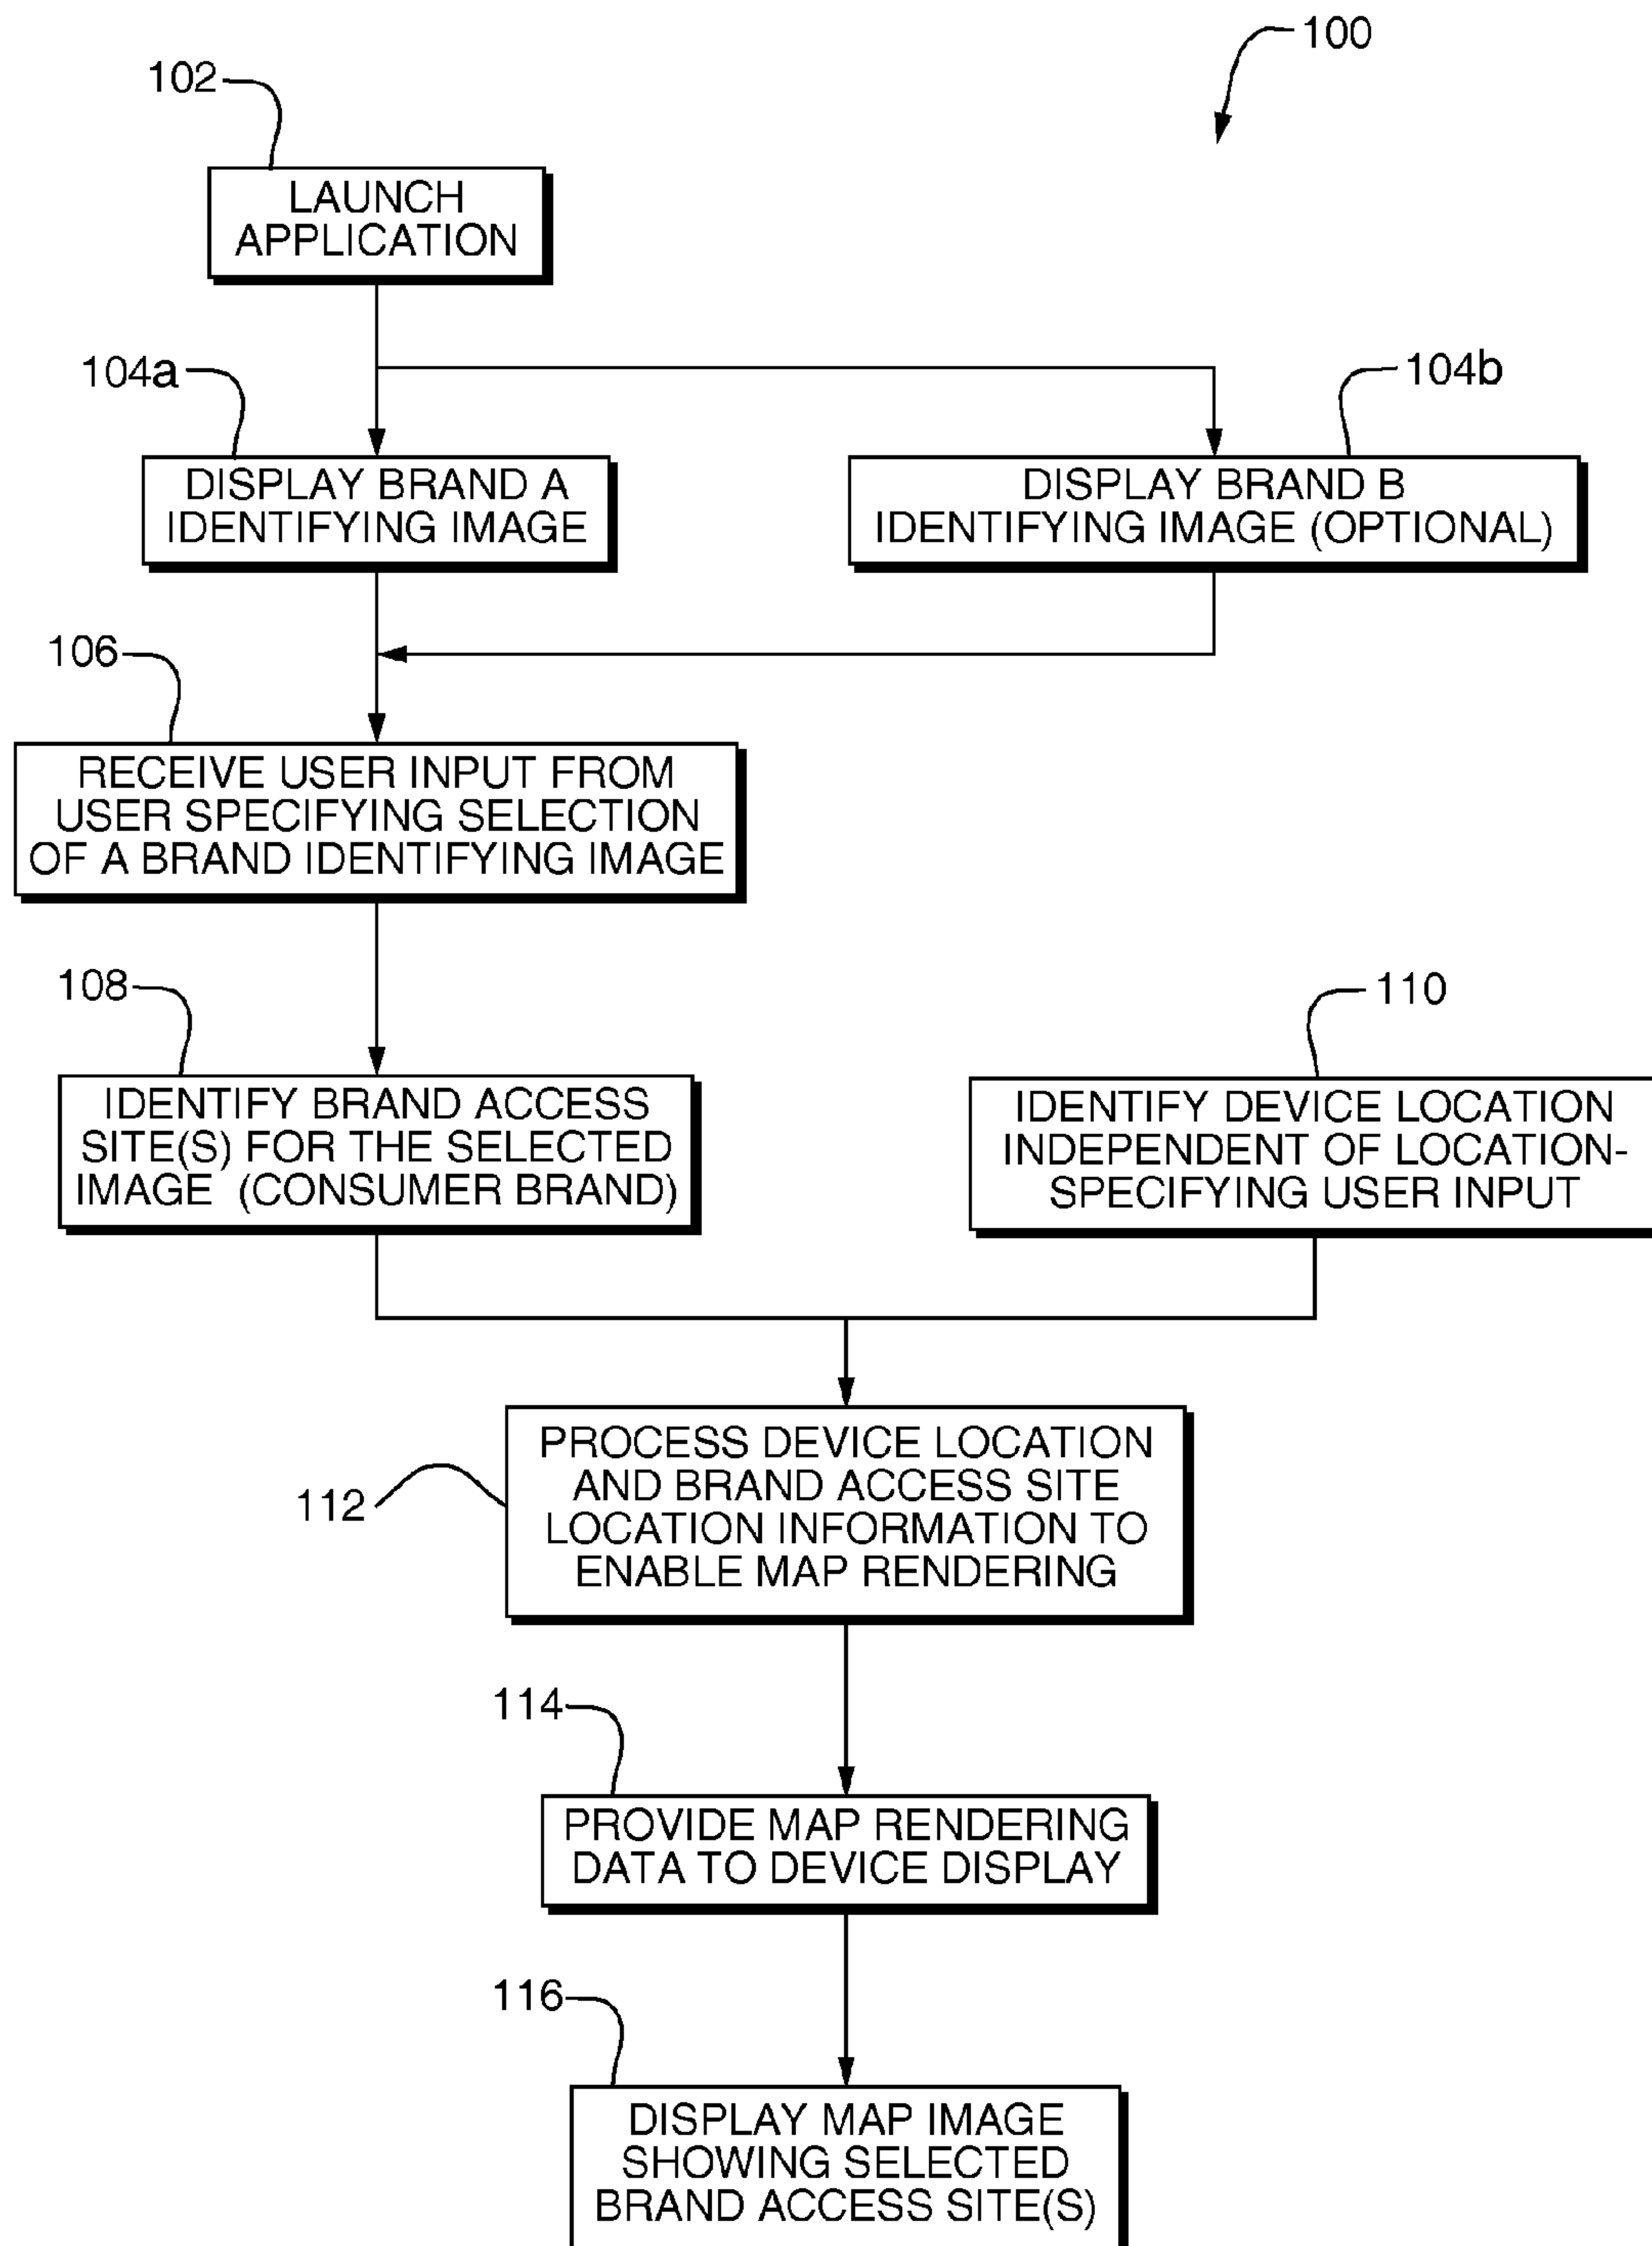 100
102
LAUNCH
APPLICATION
104a
104b
DISPLAY BRAND A
IDENTIFYING IMAGE
DISPLAY BRAND B
IDENTIFYING IMAGE (OPTIONAL)
106
RECEIVE USER INPUT FROM
USER SPECIFYING SELECTION
OF A BRAND IDENTIFYING IMAGE
108
110
IDENTIFY BRAND ACCESS
SITE(S) FOR THE SELECTED
IMAGE (CONSUMER BRAND)
IDENTIFY DEVICE LOCATION
INDEPENDENT OF LOCATION-
SPECIFYING USER INPUT
112
PROCESS DEVICE LOCATION
AND BRAND ACCESS SITE
LOCATION INFORMATION TO
ENABLE MAP RENDERING
114
PROVIDE MAP RENDERING
DATA TO DEVICE DISPLAY
116
DISPLAY MAP IMAGE
SHOWING SELECTED
BRAND ACCESS SITE(S)